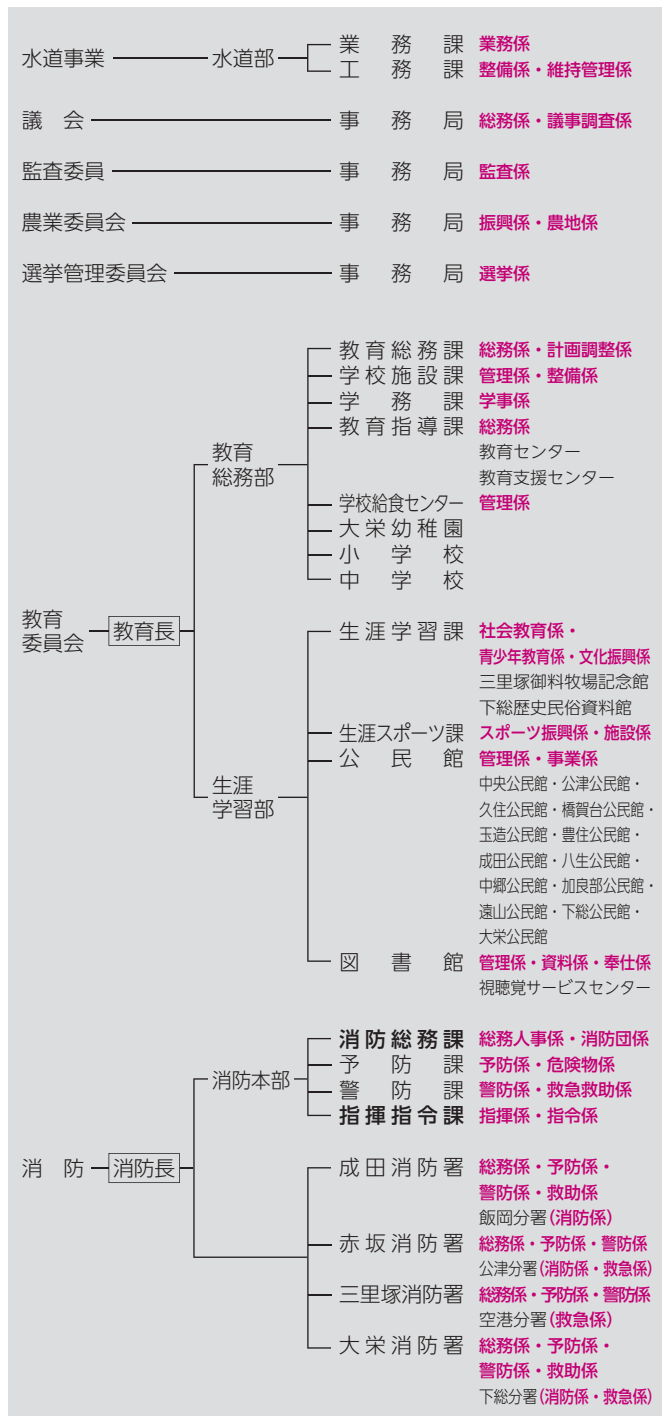 水道事業 水道部 業務課 業務係
工務課 整備係・維持管理係
議会 事務局 総務係・議事調査係
監査委員 事務局 監査係
農業委員会 事務局 振興係・農地係
選挙管理委員会 事務局 選挙係
教育委員会 教育長
教育総務部
教育総務課 総務係・計画調整係
学校施設課 管理係・整備係
学務課 学事係
教育指導課 総務係
教育センター
教育支援センター
学校給食センター 管理係
大栄幼稚園
小学校
中学校
生涯学習部
生涯学習課 社会教育係・
青少年教育係・文化振興係
三里塚御料牧場記念館
下総歴史民俗資料館
生涯スポーツ課 スポーツ振興係・施設係
公民館 管理係・事業係
中央公民館・公津公民館・
久住公民館・橋賀台公民館・
玉造公民館・豊住公民館・
成田公民館・八生公民館・
中郷公民館・加良部公民館・
遠山公民館・下総公民館・
大栄公民館
図書館 管理係・資料係・奉仕係
視聴覚サービスセンター
消防 消防長
消防本部
消防総務課 総務人事係・消防団係
予防課 予防係・危険物係
警防課 警防係・救急救助係
指揮指令課 指揮係・指令係
成田消防署 総務係・予防係・
警防係・救助係
飯岡分署(消防係)
赤坂消防署 総務係・予防係・警防係
公津分署(消防係・救急係)
三里塚消防署 総務係・予防係・警防係
空港分署(救急係)
大栄消防署 総務係・予防係・
警防係・救助係
下総分署(消防係・救急係)